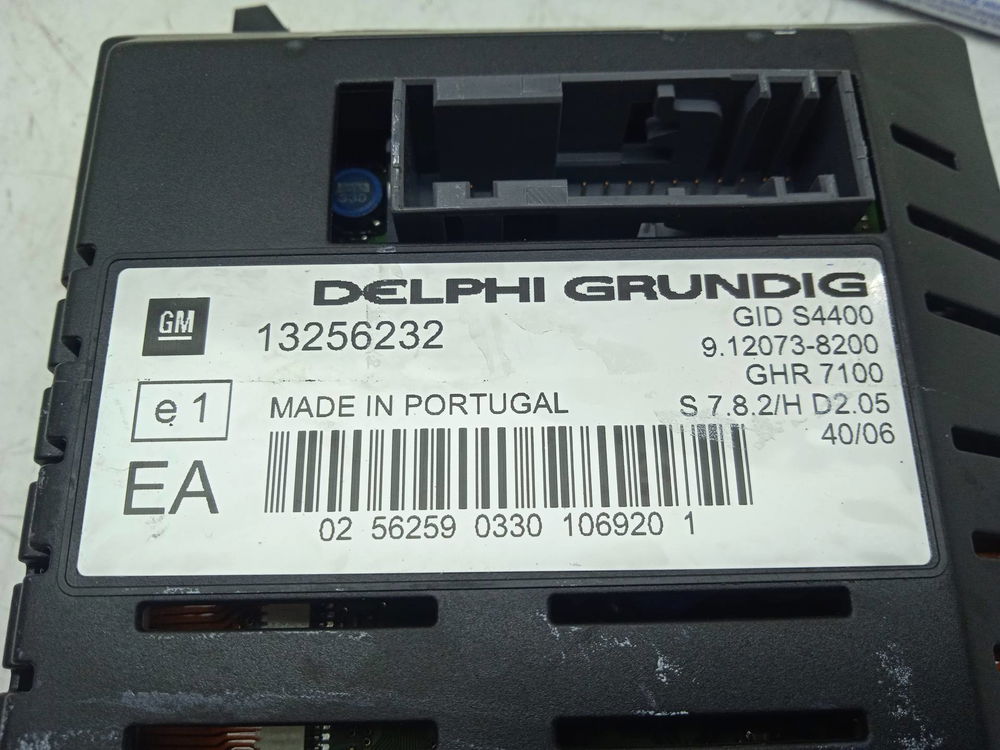 DELPHI GRUNDIG
GM
13256232
GID S4400
9.12073-8200
GHR 7100
e1
MADE IN PORTUGAL
S 7.8.2/H D2.05
40/06
EA
02 562590 0330 106920 1